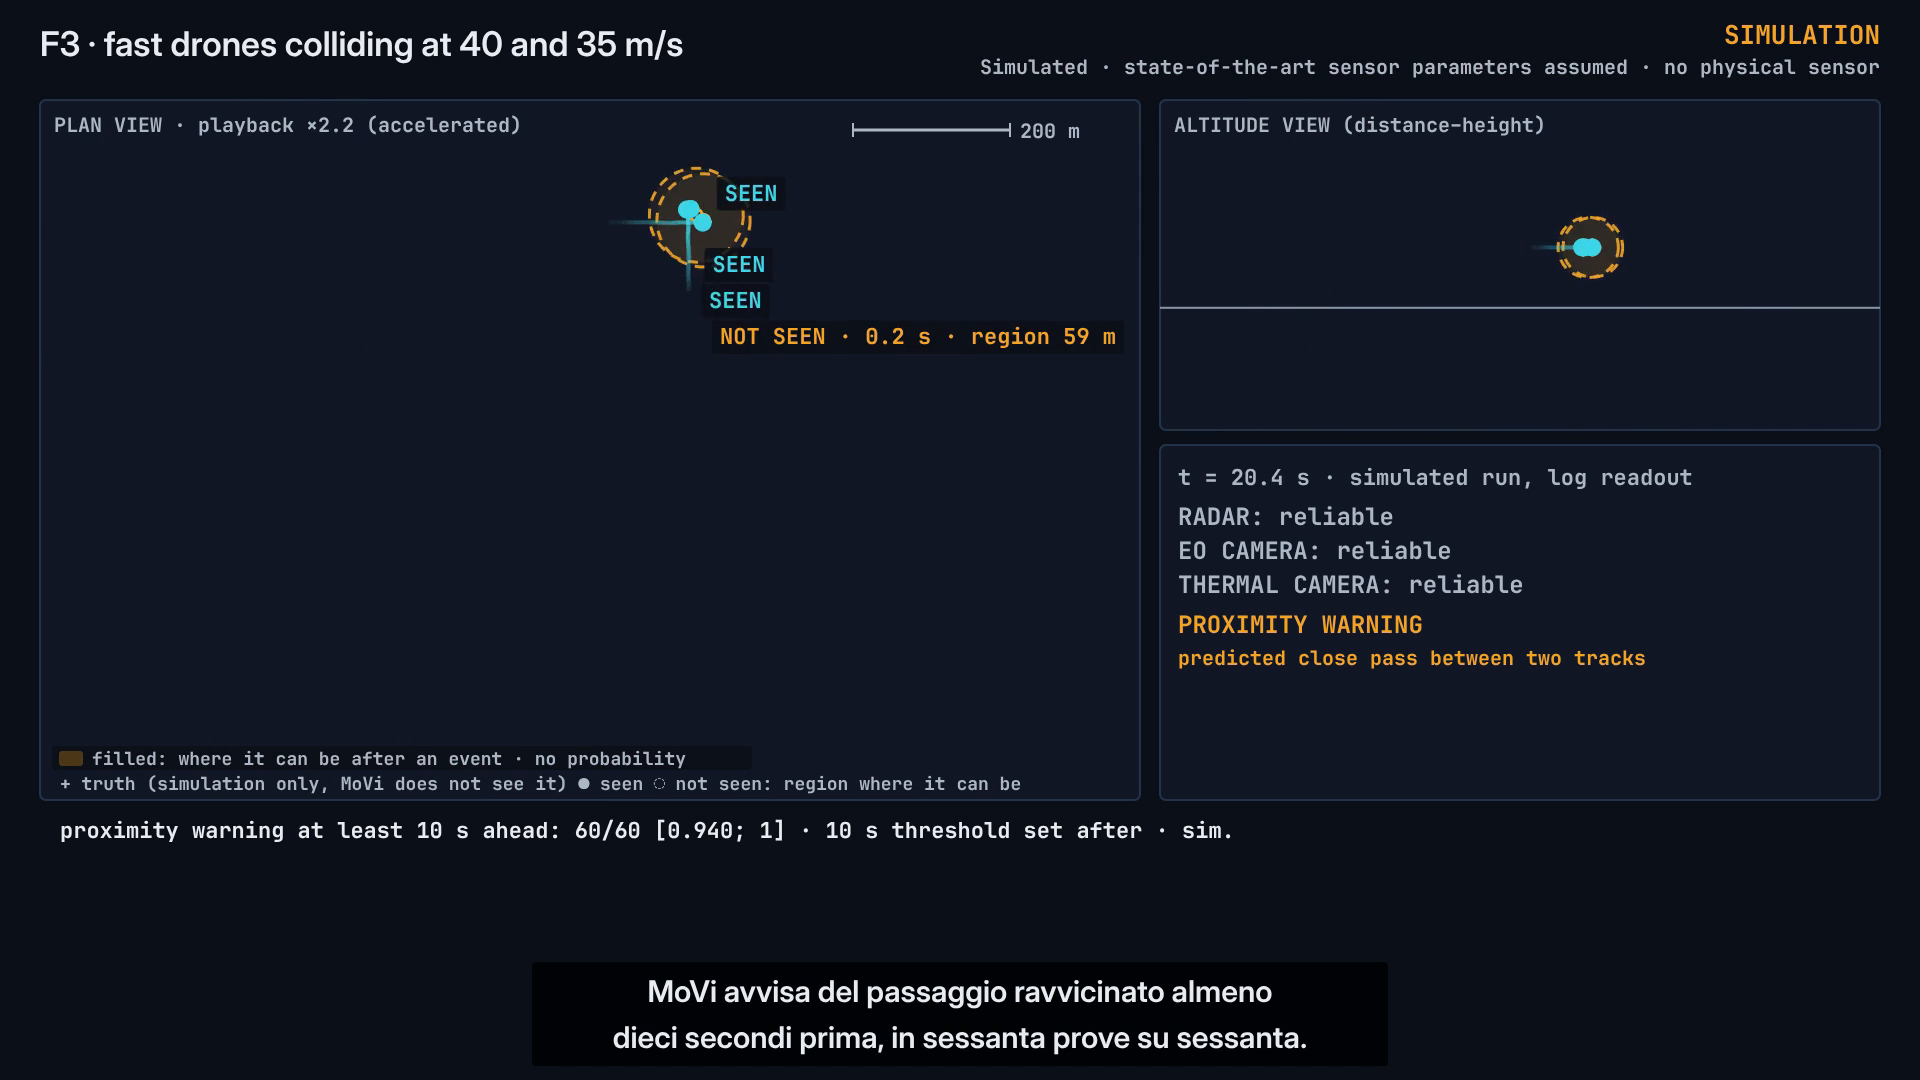 F3 · fast drones colliding at 40 and 35 m/s
SIMULATION
Simulated · state-of-the-art sensor parameters assumed · no physical sensor
PLAN VIEW · playback ×2.2 (accelerated)
200 m
SEEN
SEEN
SEEN
NOT SEEN · 0.2 s · region 59 m
filled: where it can be after an event · no probability
+ truth (simulation only, MoVi does not see it) ● seen ◌ not seen: region where it can be
ALTITUDE VIEW (distance-height)
t = 20.4 s · simulated run, log readout
RADAR: reliable
EO CAMERA: reliable
THERMAL CAMERA: reliable
PROXIMITY WARNING
predicted close pass between two tracks
proximity warning at least 10 s ahead: 60/60 [0.940; 1] · 10 s threshold set after · sim.
MoVi avvisa del passaggio ravvicinato almeno
dieci secondi prima, in sessanta prove su sessanta.